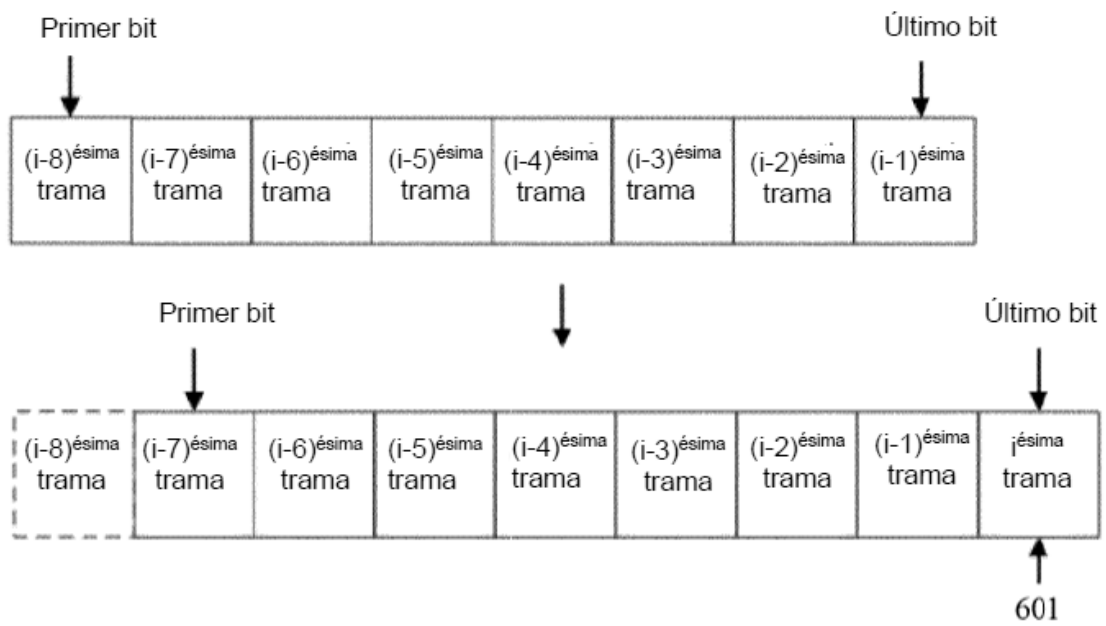 Primer bit Último bit
(i-8)ésima (i-7)ésima (i-6)ésima (i-5)ésima (i-4)ésima (i-3)ésima (i-2)ésima (i-1)ésima
trama trama trama trama trama trama trama trama
Primer bit Último bit
(i-8)ésima (i-7)ésima (i-6)ésima (i-5)ésima (i-4)ésima (i-3)ésima (i-2)ésima (i-1)ésima iésima
trama trama trama trama trama trama trama trama trama
601